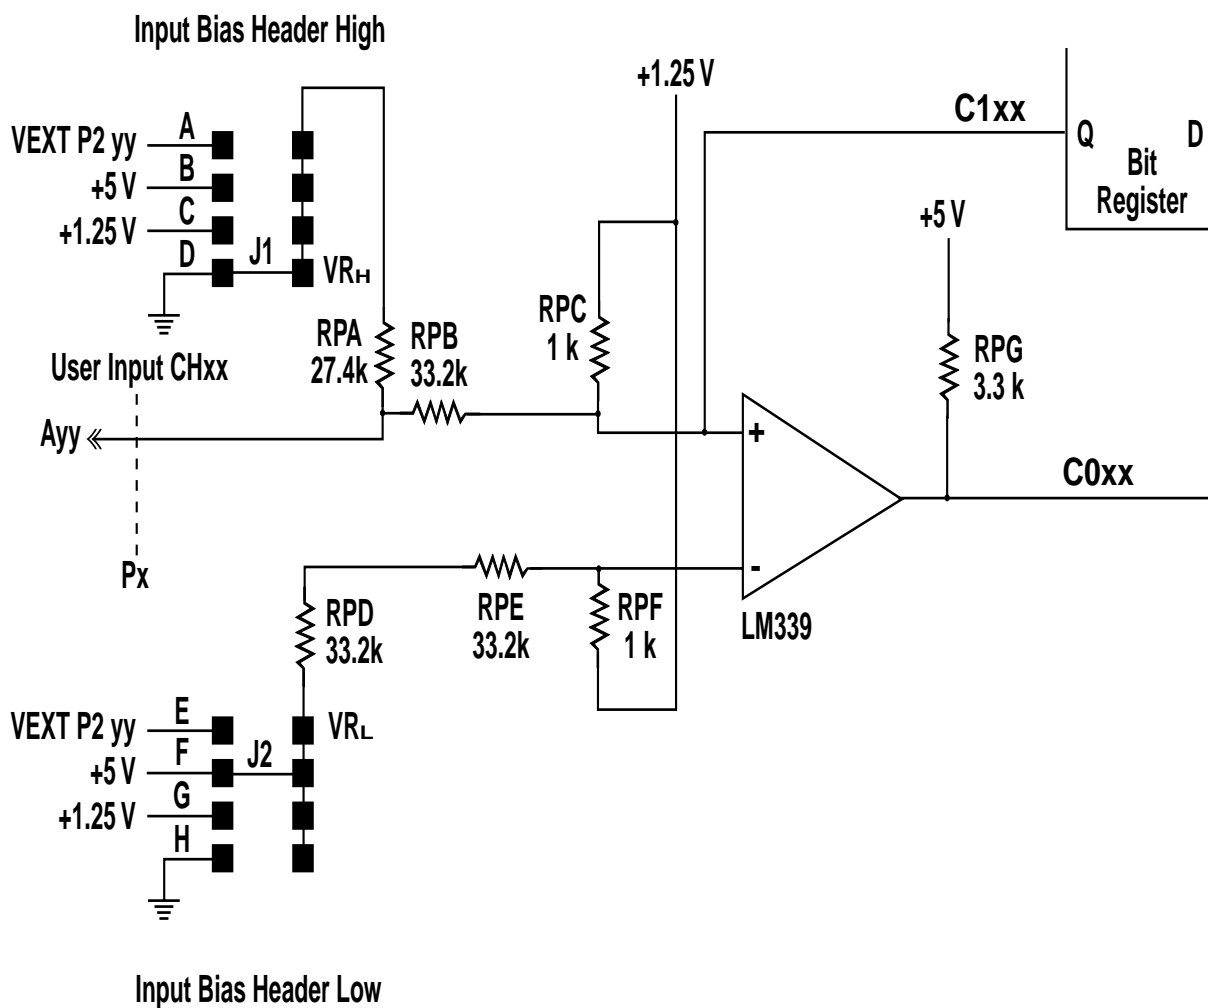 Input Bias Header High
VEXT P2 yy
A
+5 V
B
+1.25 V
C
D
J1
VRH
+1.25 V
C1xx
Q
D
Bit
Register
+5 V
RPA
27.4k
RPB
33.2k
RPC
1 k
RPG
3.3 k
User Input CHxx
Ayy
Px
+
-
LM339
C0xx
RPD
33.2k
RPE
33.2k
RPF
1 k
VEXT P2 yy
E
+5 V
F
+1.25 V
G
H
J2
VRL
Input Bias Header Low